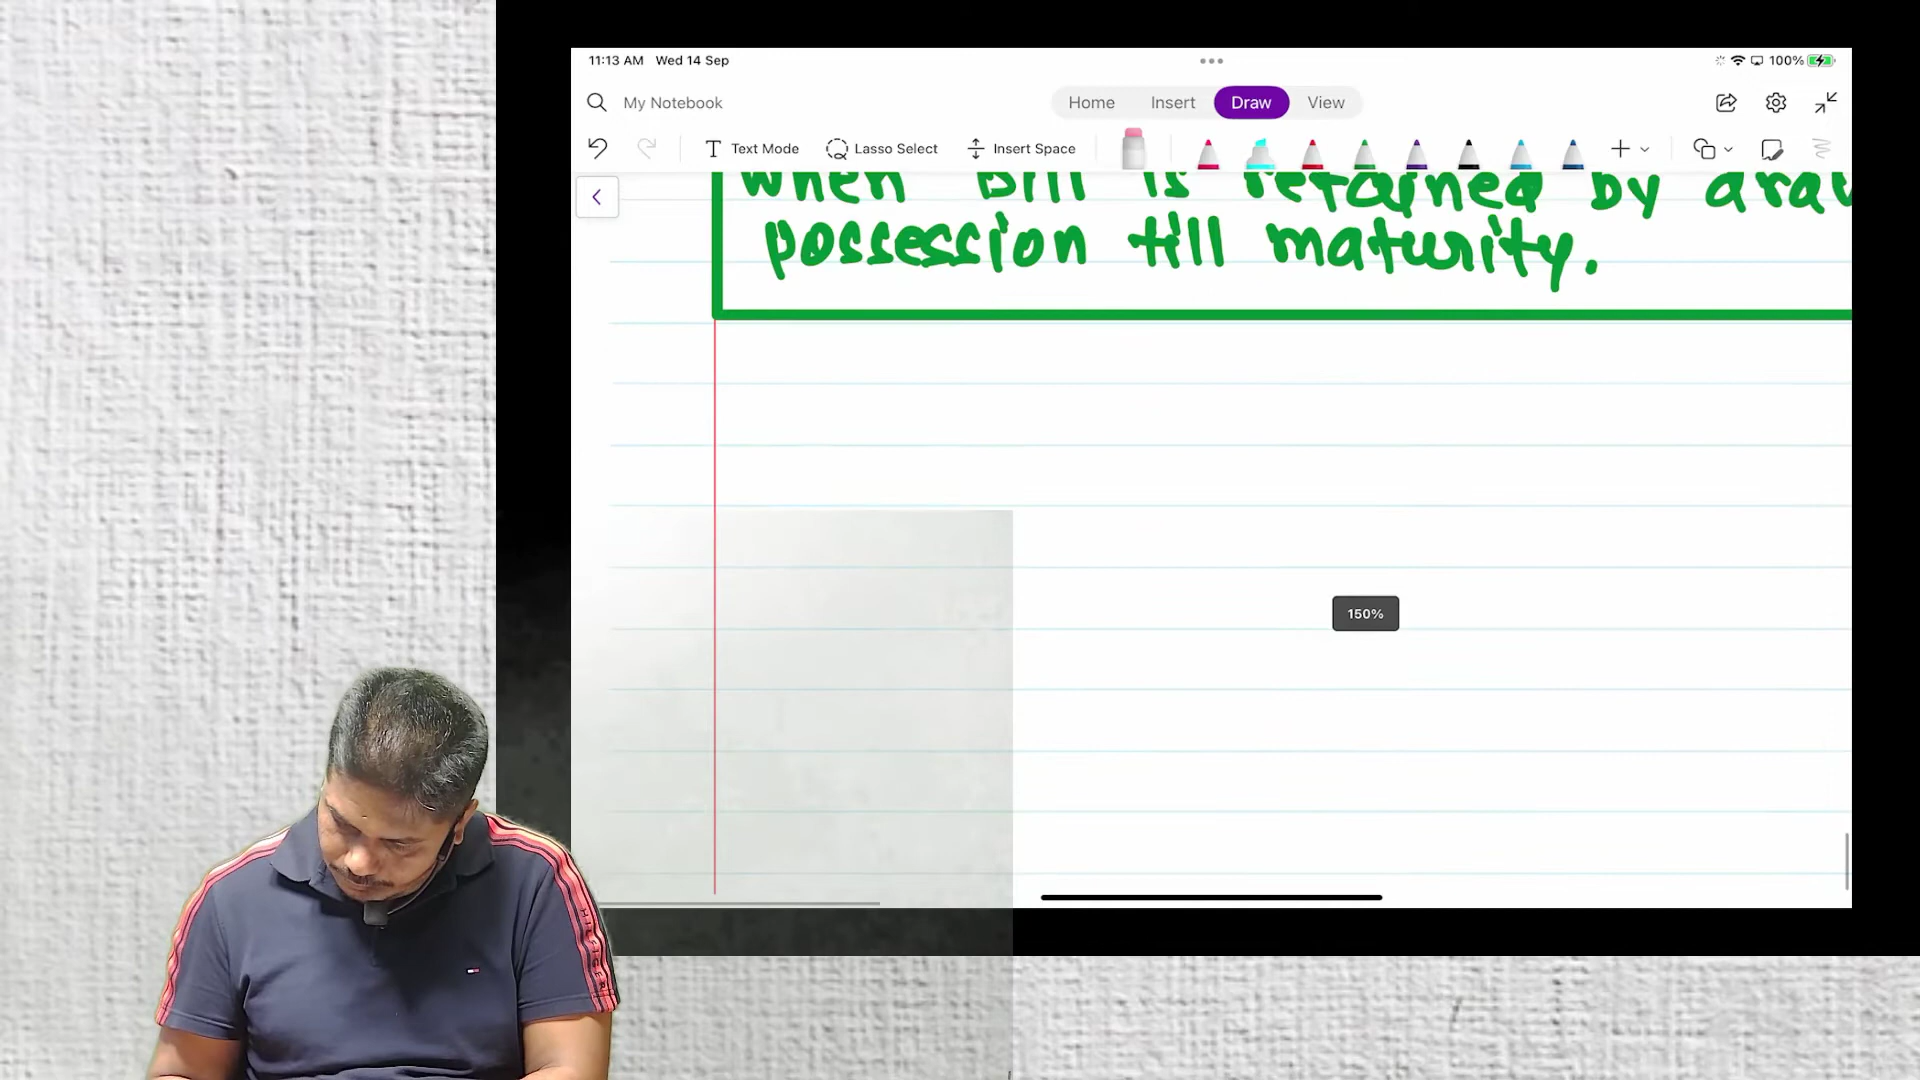 11:13 AM Wed 14 Sep
100%
My Notebook
Home Insert Draw View
Text Mode Lasso Select Insert Space
when Bill is retained by
possession till maturity.
150%